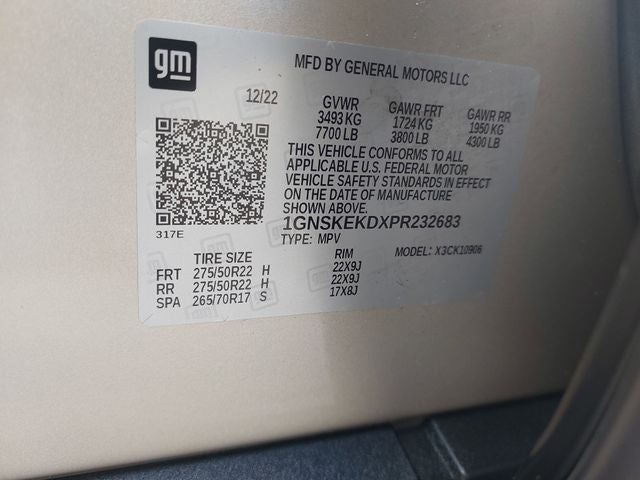 gm
MFD BY GENERAL MOTORS LLC
12/22 GVWR GAWR FRT GAWR RR
3493 KG 1724 KG 1950 KG
7700 LB 3800 LB 4300 LB
THIS VEHICLE CONFORMS TO ALL
APPLICABLE U.S. FEDERAL MOTOR
VEHICLE SAFETY STANDARDS IN EFFECT
ON THE DATE OF MANUFACTURE
SHOWN ABOVE.
1GNSKEKDXPR232683
317E
TYPE: MPV MODEL: X3CK10906
TIRE SIZE RIM
FRT 275/50R22 H 22X9J
RR 275/50R22 H 22X9J
SPA 265/70R17 S 17X8J